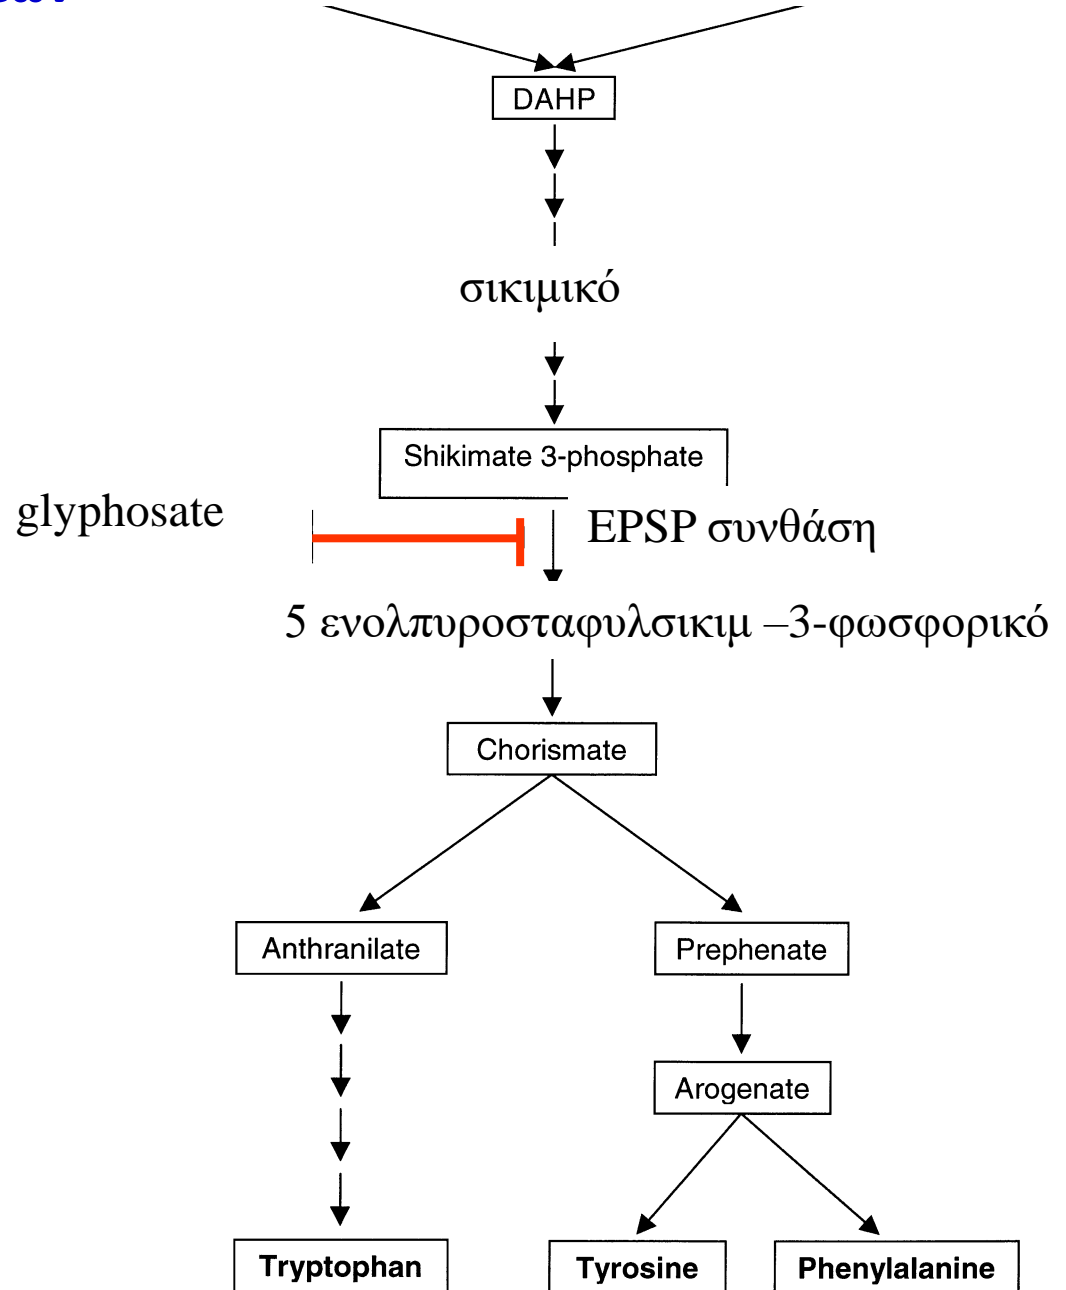 DAHP
σικιμικό
Shikimate 3-phosphate
glyphosate
EPSP συνθάση
5 ενολπυροσταφυλσικιμ –3-φωσφορικό
Chorismate
Anthranilate
Prephenate
Arogenate
Tryptophan
Tyrosine
Phenylalanine